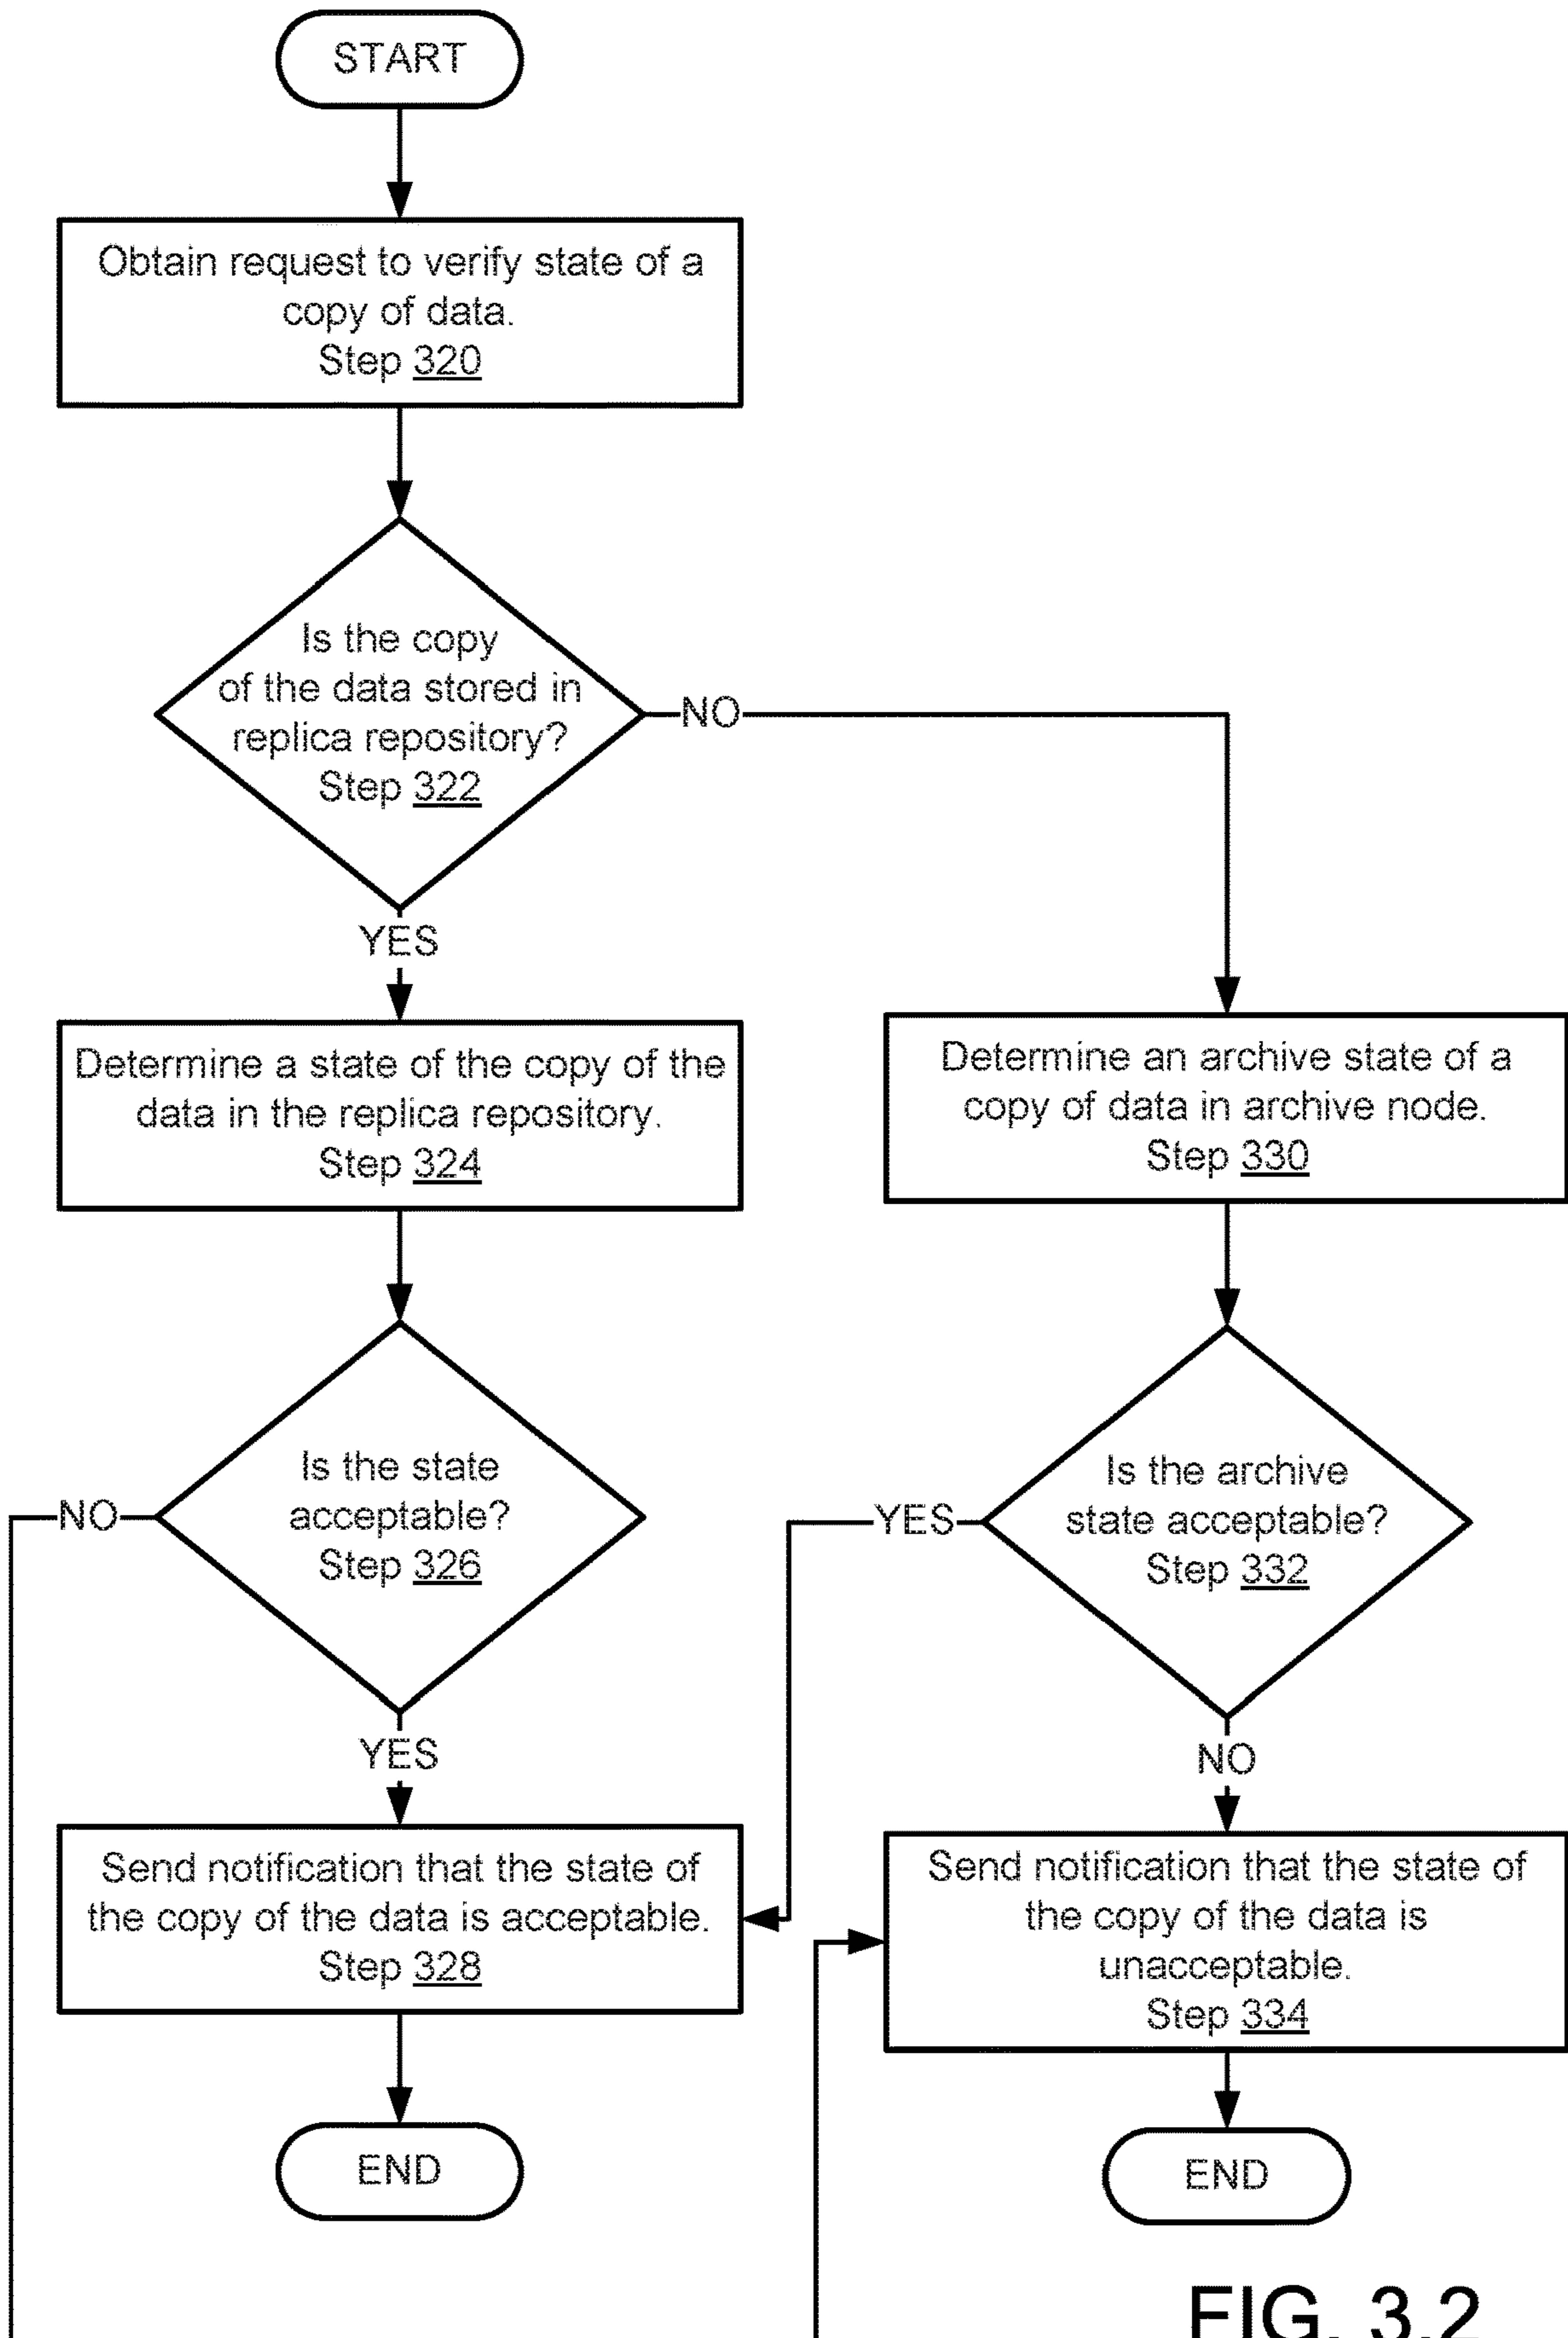 START
Obtain request to verify state of a
copy of data.
Step 320
Is the copy
of the data stored in
replica repository?
Step 322
NO
YES
Determine a state of the copy of the
data in the replica repository.
Step 324
Determine an archive state of a
copy of data in archive node.
Step 330
Is the state
acceptable?
Step 326
NO
YES
Is the archive
state acceptable?
Step 332
YES
NO
Send notification that the state of
the copy of the data is acceptable.
Step 328
Send notification that the state of
the copy of the data is
unacceptable.
Step 334
END
END
FIG. 3.2